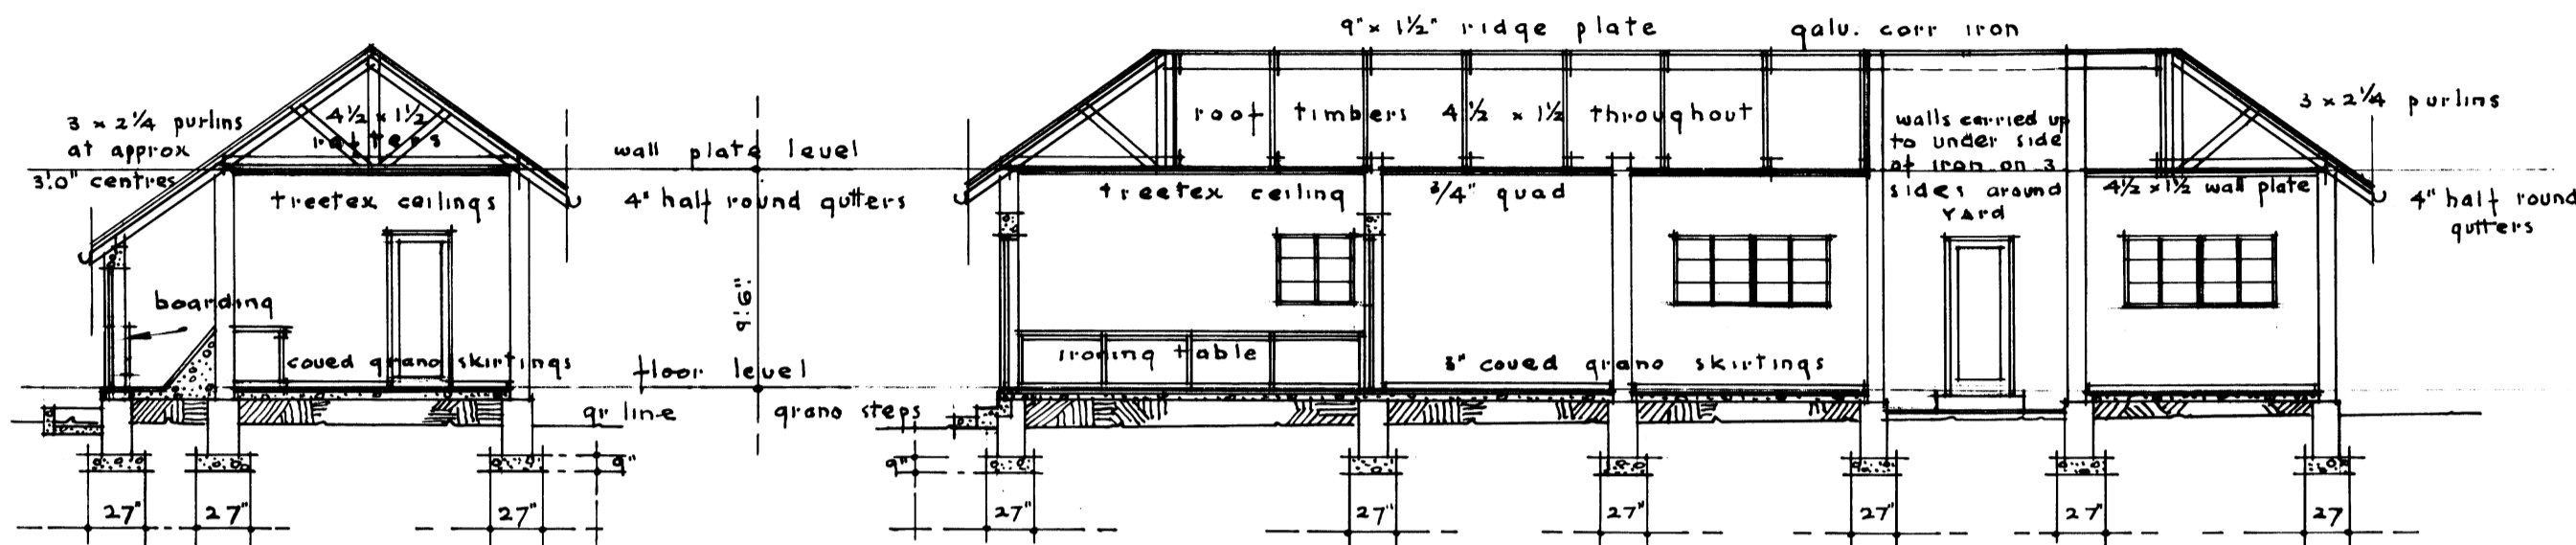 9" x 1½" ridge plate
galv. corr iron
3 x 2¼ purlins
at approx
3'.0" centres
4½ x 1½
rafters
wall plate level
treetex ceilings
4" half round gutters
boarding
coved grano skirtings
9'.6"
floor level
gr line
grano steps
9"
27"
27"
27"
roof timbers 4½ x 1½ throughout
walls carried up
to under side
of iron on 3
sides around
YARD
3 x 2¼ purlins
treetex ceiling
¾" quad
4½ x 1½ wall plate
4" half round
gutters
ironing table
3" coved grano skirtings
9"
27"
27"
27"
27"
27"
27